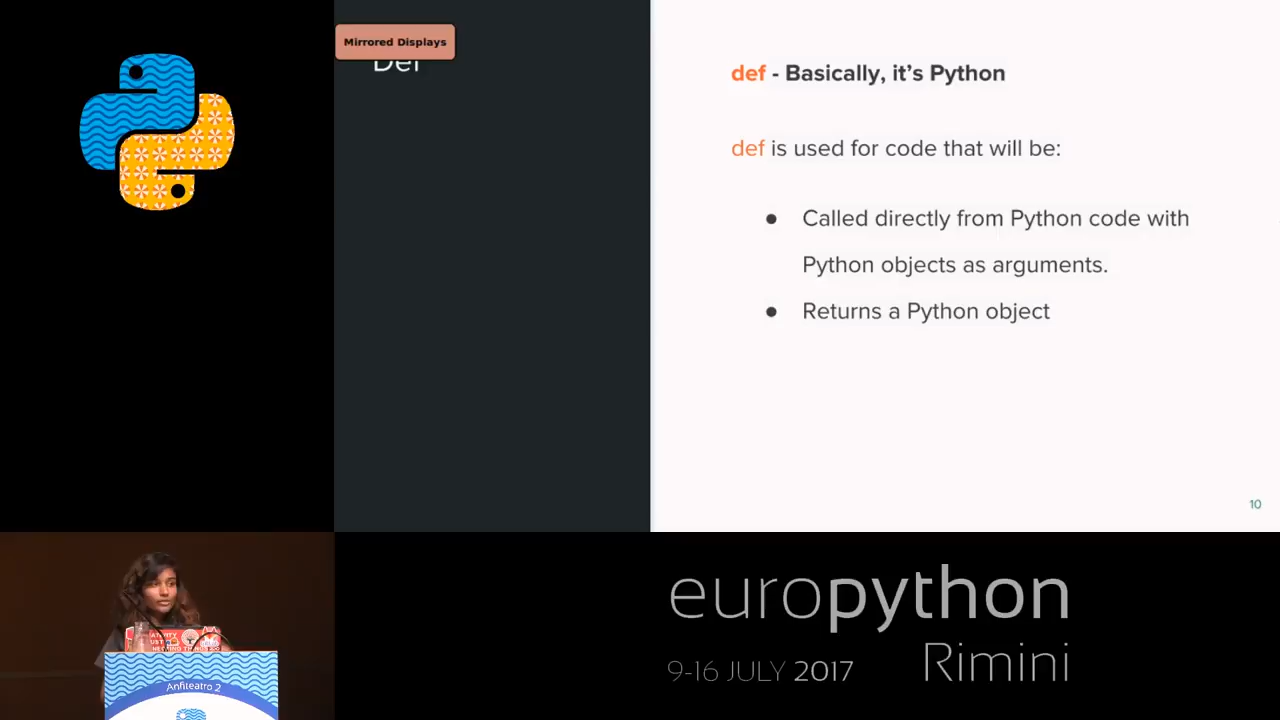 Mirrored Displays
Def
def - Basically, it's Python
def is used for code that will be:
● Called directly from Python code with
Python objects as arguments.
● Returns a Python object
10
Anfiteatro 2
europython
Rimini
9-16 JULY 2017